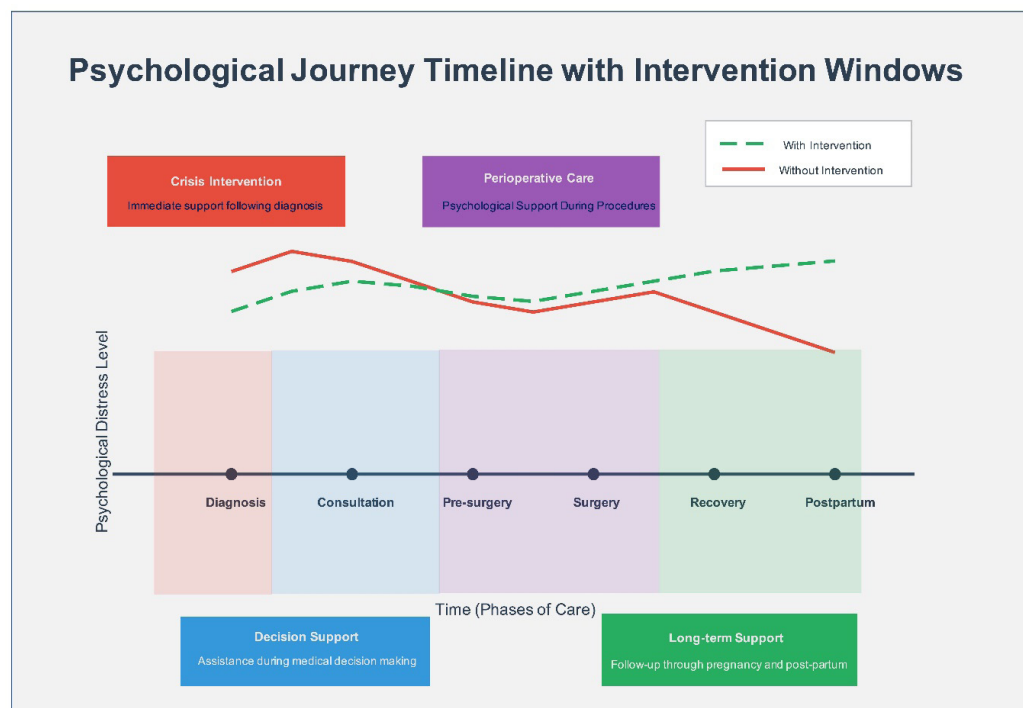 Psychological Journey Timeline with Intervention Windows
With Intervention
Without Intervention
Crisis Intervention
Immediate support following diagnosis
Perioperative Care
Psychological Support During Procedures
Psychological Distress Level
Diagnosis
Consultation
Pre-surgery
Surgery
Recovery
Postpartum
Time (Phases of Care)
Decision Support
Assistance during medical decision making
Long-term Support
Follow-up through pregnancy and post-partum